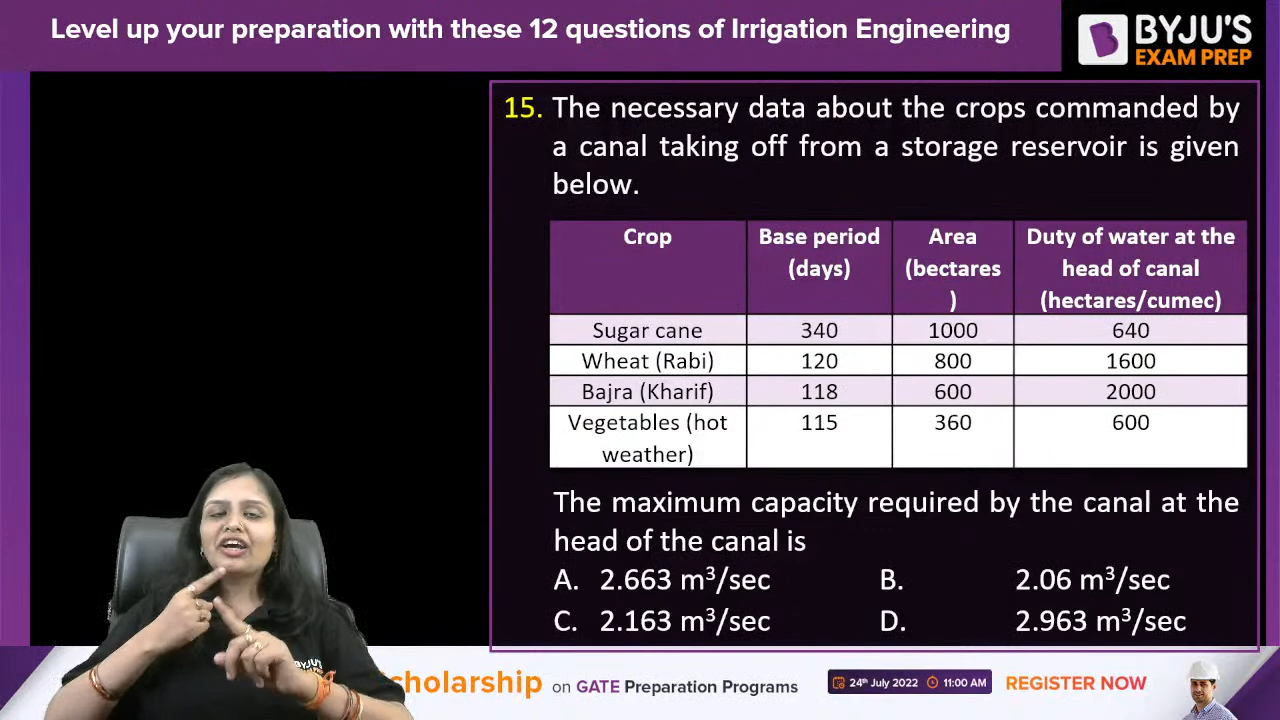 Level up your preparation with these 12 questions of Irrigation Engineering
BYJU'S
EXAM PREP
15. The necessary data about the crops commanded by
a canal taking off from a storage reservoir is given
below.
Crop Base period Area Duty of water at the
(days) (bectares head of canal
) (hectares/cumec)
Sugar cane 340 1000 640
Wheat (Rabi) 120 800 1600
Bajra (Kharif) 118 600 2000
Vegetables (hot 115 360 600
weather)
The maximum capacity required by the canal at the
head of the canal is
A. 2.663 m³/sec B. 2.06 m³/sec
C. 2.163 m³/sec D. 2.963 m³/sec
BYJU'S
cholarship on GATE Preparation Programs 24th July 2022 11:00 AM REGISTER NOW